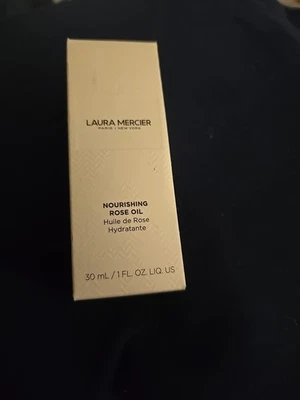 LAURA MERCIER
PARIS | NEW YORK
NOURISHING
ROSE OIL
Huile de Rose
Hydratante
30 mL / 1 FL. OZ. LIQ. US